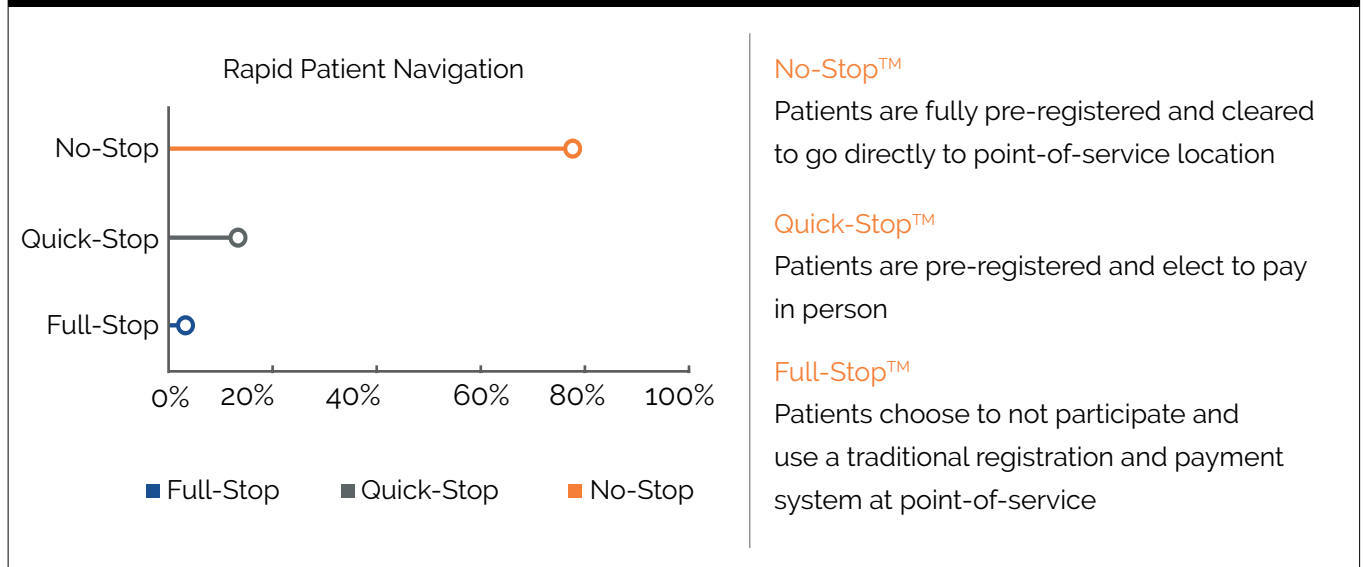 Rapid Patient Navigation
No-Stop
Quick-Stop
Full-Stop
0% 20% 40% 60% 80% 100%
Full-Stop Quick-Stop No-Stop
No-Stop™
Patients are fully pre-registered and cleared
to go directly to point-of-service location
Quick-Stop™
Patients are pre-registered and elect to pay
in person
Full-Stop™
Patients choose to not participate and
use a traditional registration and payment
system at point-of-service